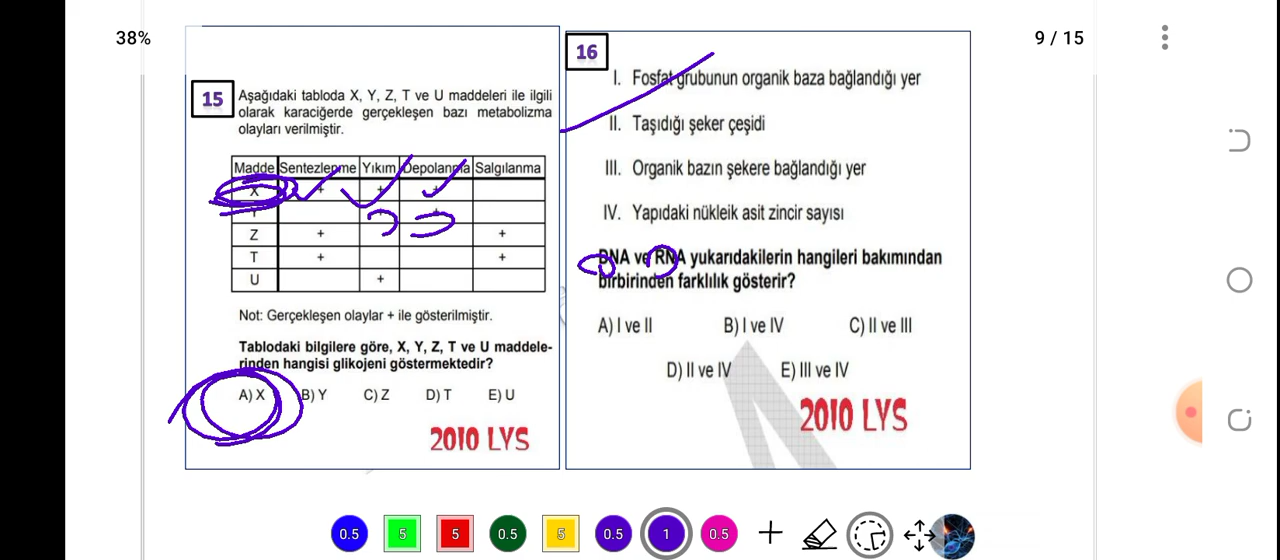 38%
9 / 15
15
Aşağıdaki tabloda X, Y, Z, T ve U maddeleri ile ilgili
olarak karaciğerde gerçekleşen bazı metabolizma
olayları verilmiştir.
Madde Sentezlenme Yıkım Depolanma Salgılanma
X + + +
Y + +
Z + +
T + +
U +
Not: Gerçekleşen olaylar + ile gösterilmiştir.
Tablodaki bilgilere göre, X, Y, Z, T ve U maddele-
rinden hangisi glikojeni göstermektedir?
A) X B) Y C) Z D) T E) U
2010 LYS
16
I. Fosfat grubunun organik baza bağlandığı yer
II. Taşıdığı şeker çeşidi
III. Organik bazın şekere bağlandığı yer
IV. Yapıdaki nükleik asit zincir sayısı
DNA ve RNA yukarıdakilerin hangileri bakımından
birbirinden farklılık gösterir?
A) I ve II B) I ve IV C) II ve III
D) II ve IV E) III ve IV
2010 LYS
0.5 5 5 0.5 5 0.5 1 0.5